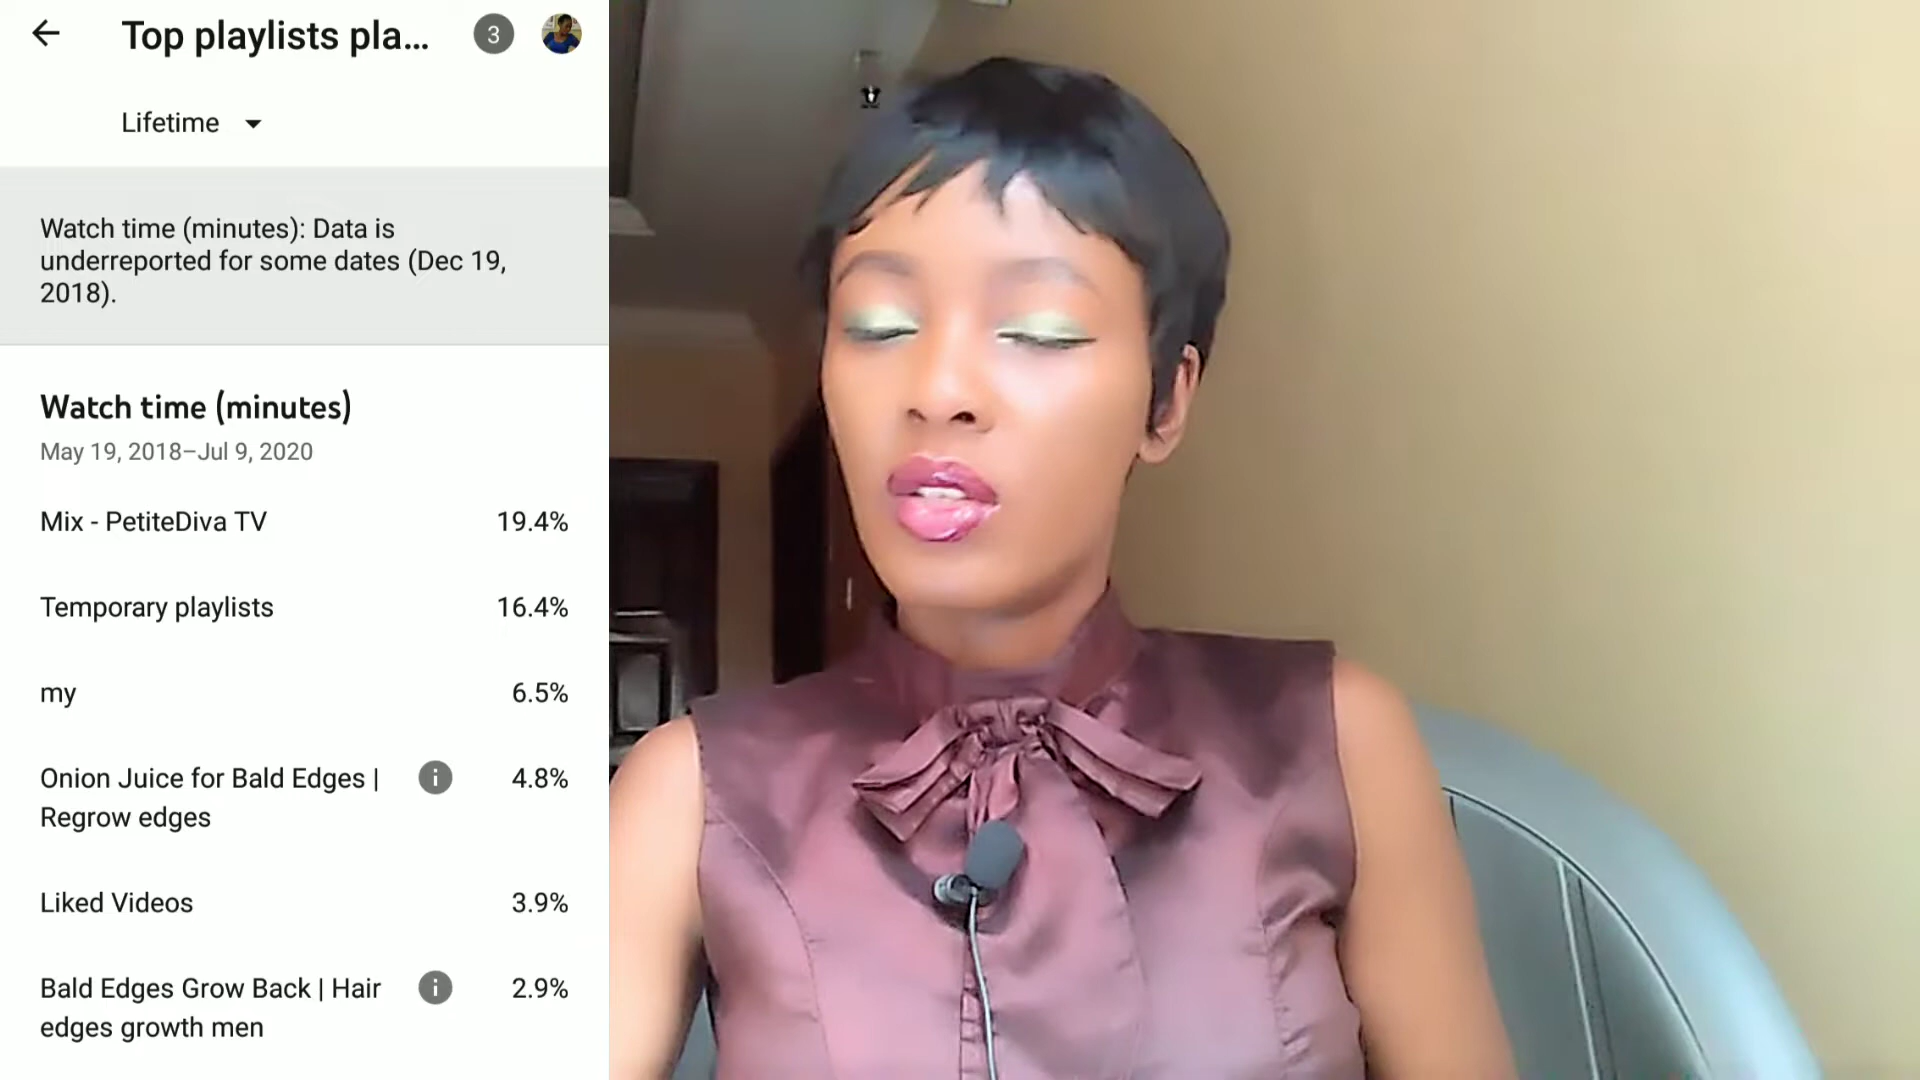 Top playlists pla...
3
Lifetime
Watch time (minutes): Data is
underreported for some dates (Dec 19,
2018).
Watch time (minutes)
May 19, 2018–Jul 9, 2020
Mix - PetiteDiva TV 19.4%
Temporary playlists 16.4%
my 6.5%
Onion Juice for Bald Edges | 4.8%
Regrow edges
Liked Videos 3.9%
Bald Edges Grow Back | Hair 2.9%
edges growth men